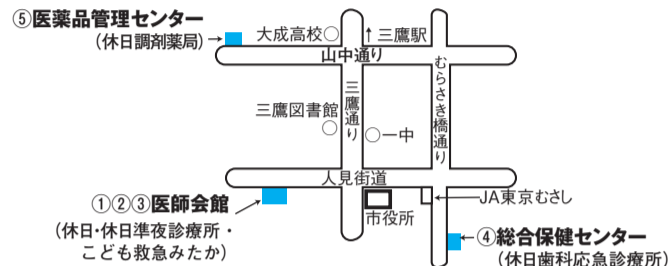 ⑤医薬品管理センター
(休日調剤薬局)
大成高校
↑三鷹駅
山中通り
むらさき橋通り
三鷹通り
三鷹図書館
一中
人見街道
①②③医師会館
(休日・休日準夜診療所・
こども救急みたか)
市役所
JA東京むさし
④総合保健センター
(休日歯科応急診療所)